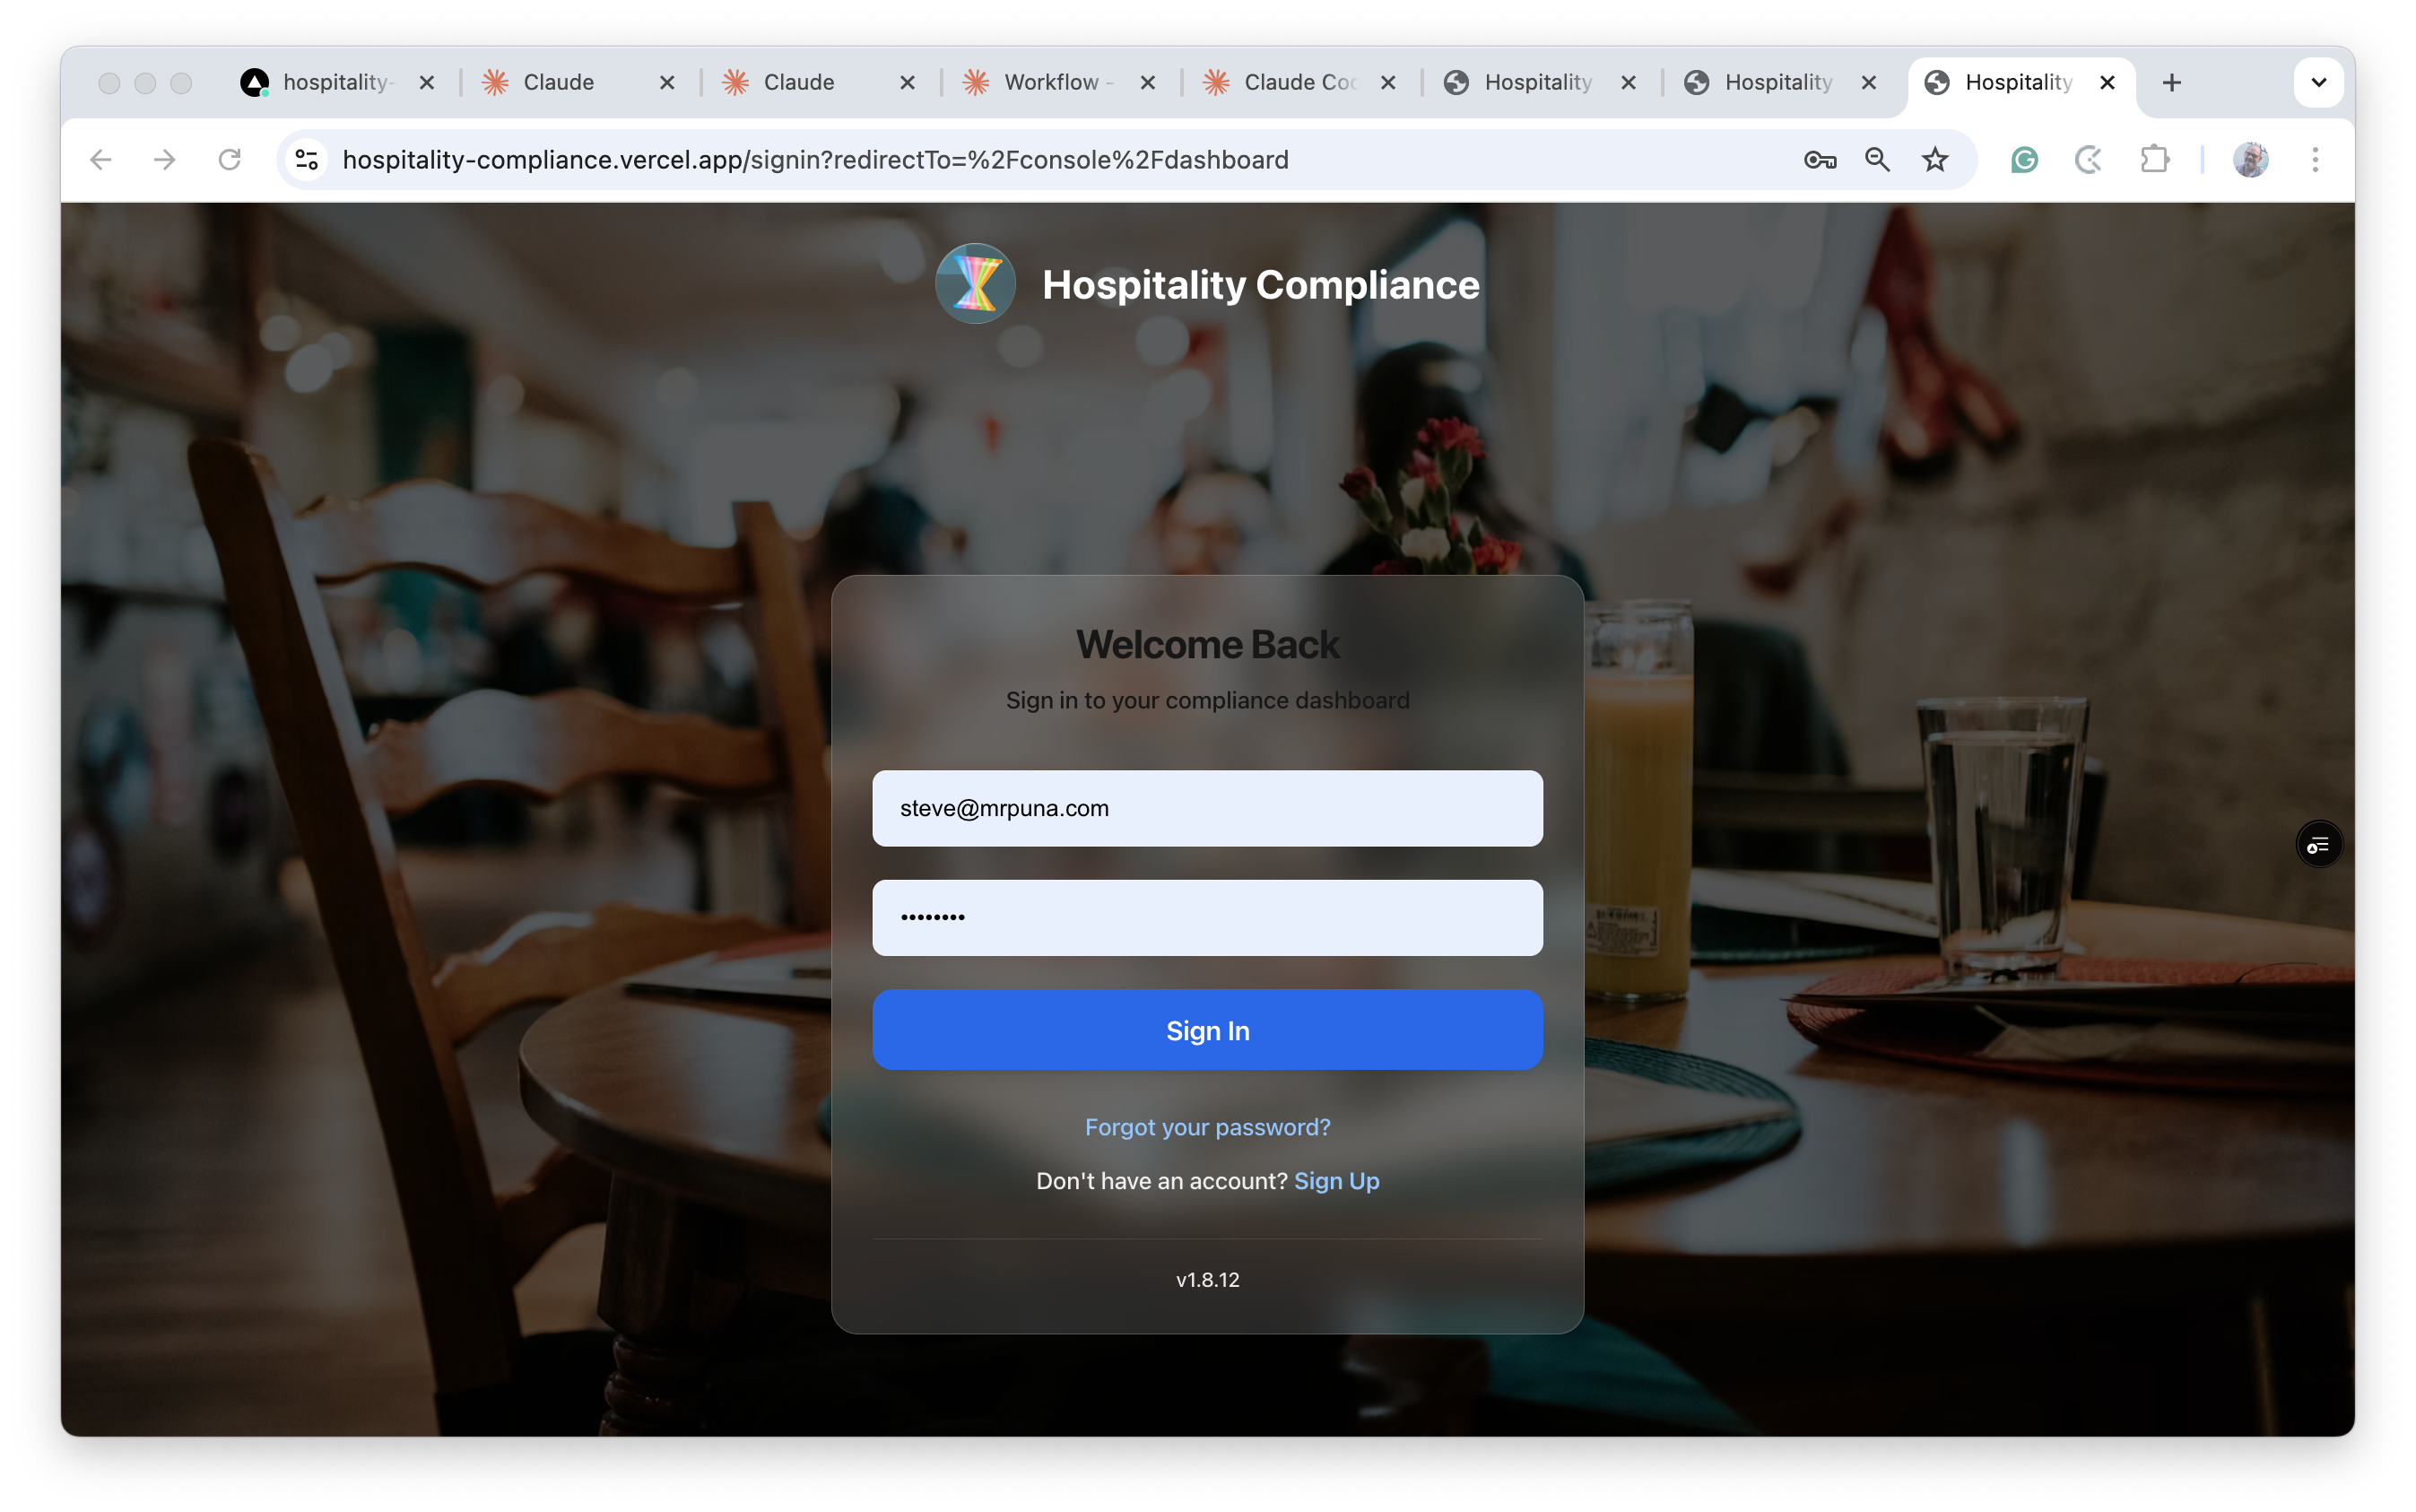 hospitality-
Claude
Claude
Workflow -
Claude Coc
Hospitality
Hospitality
Hospitality
hospitality-compliance.vercel.app/signin?redirectTo=%2Fconsole%2Fdashboard
Hospitality Compliance
Welcome Back
Sign in to your compliance dashboard
steve@mrpuna.com
••••••••
Sign In
Forgot your password?
Don't have an account? Sign Up
v1.8.12